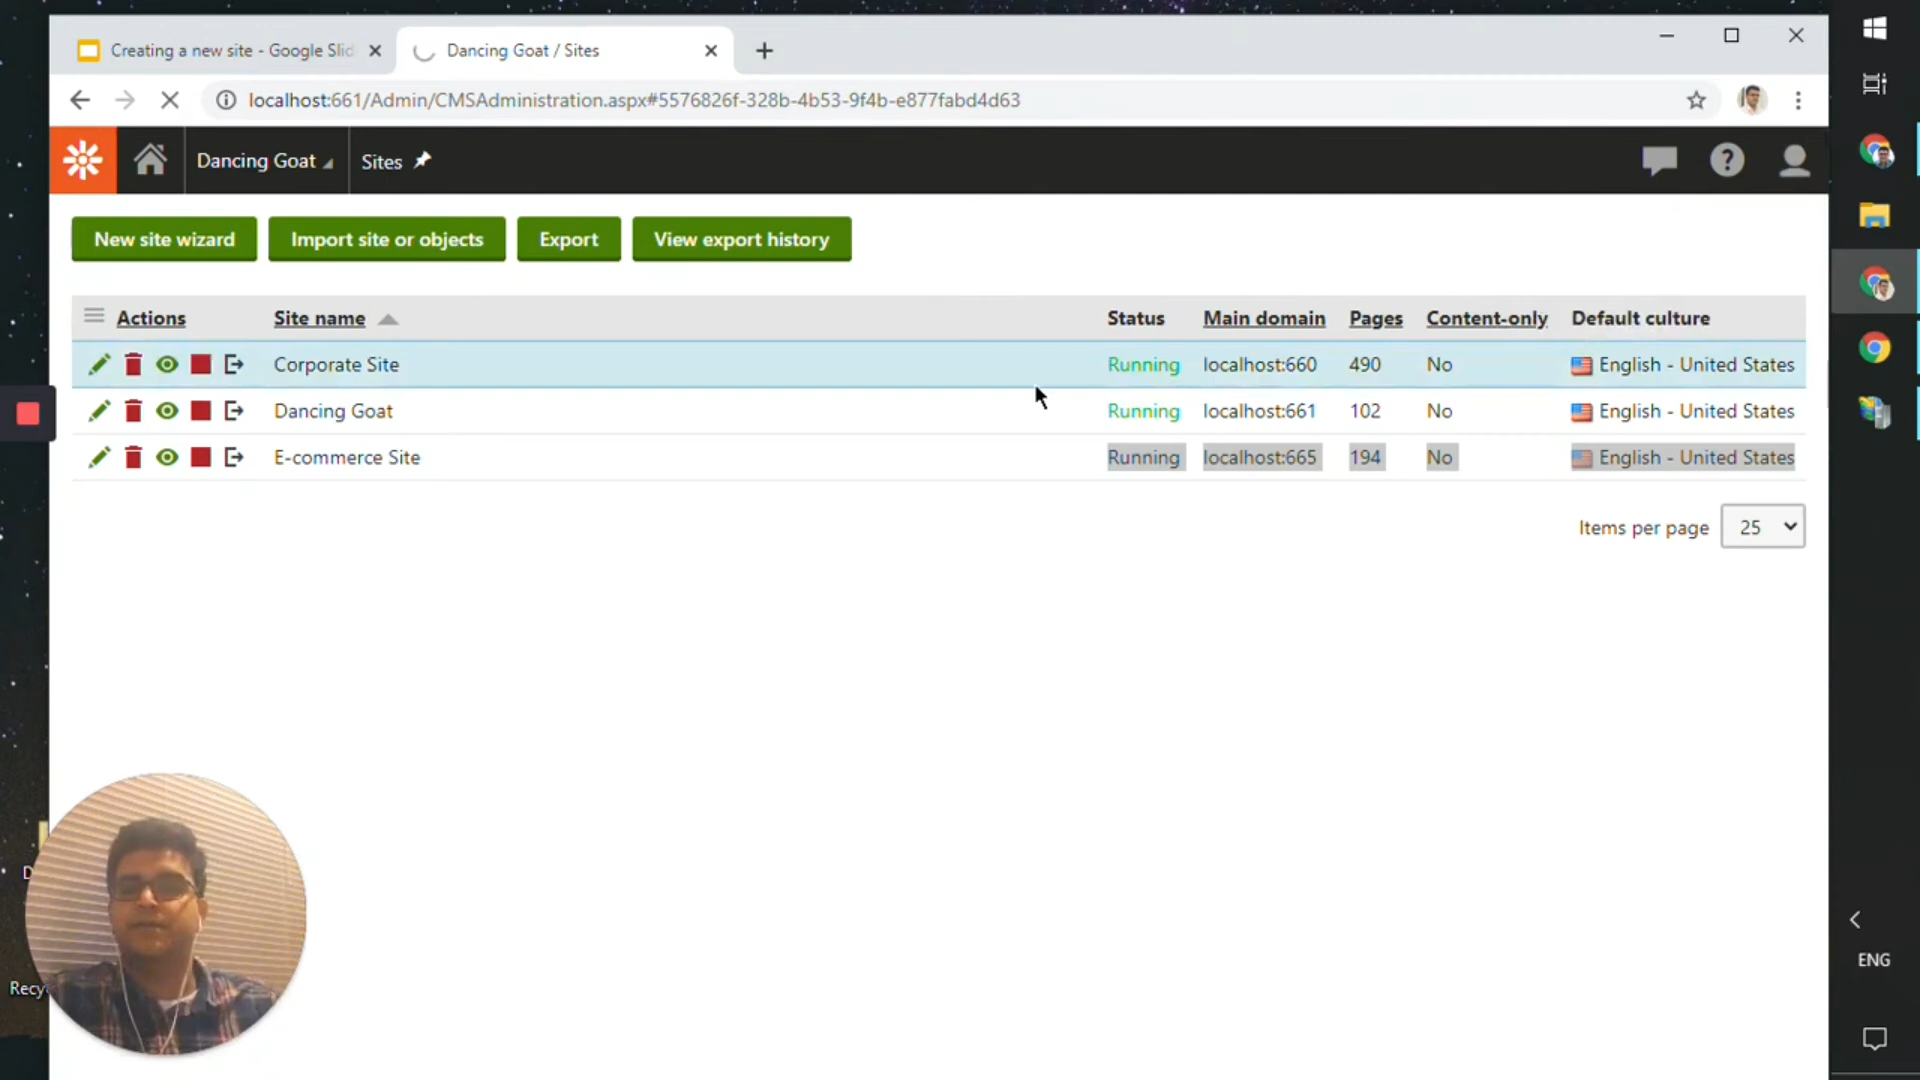 Creating a new site - Google Slid
Dancing Goat / Sites
localhost:661/Admin/CMSAdministration.aspx#5576826f-328b-4b53-9f4b-e877fabd4d63
Dancing Goat
Sites
New site wizard
Import site or objects
Export
View export history
Actions Site name Status Main domain Pages Content-only Default culture
Corporate Site Running localhost:660 490 No English - United States
Dancing Goat Running localhost:661 102 No English - United States
E-commerce Site Running localhost:665 194 No English - United States
Items per page 25
D
Recy
ENG